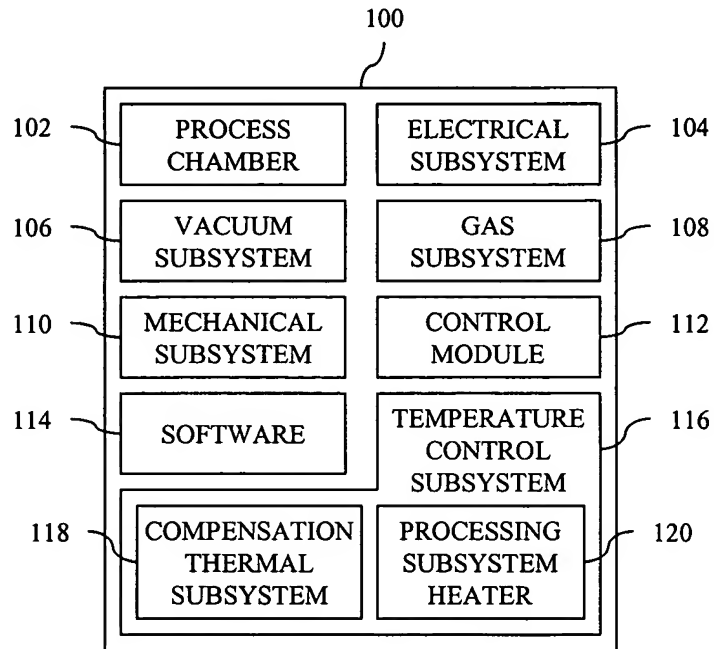 100
102
PROCESS
CHAMBER
ELECTRICAL
SUBSYSTEM
104
106
VACUUM
SUBSYSTEM
GAS
SUBSYSTEM
108
110
MECHANICAL
SUBSYSTEM
CONTROL
MODULE
112
114
SOFTWARE
TEMPERATURE
CONTROL
SUBSYSTEM
116
118
COMPENSATION
THERMAL
SUBSYSTEM
PROCESSING
SUBSYSTEM
HEATER
120